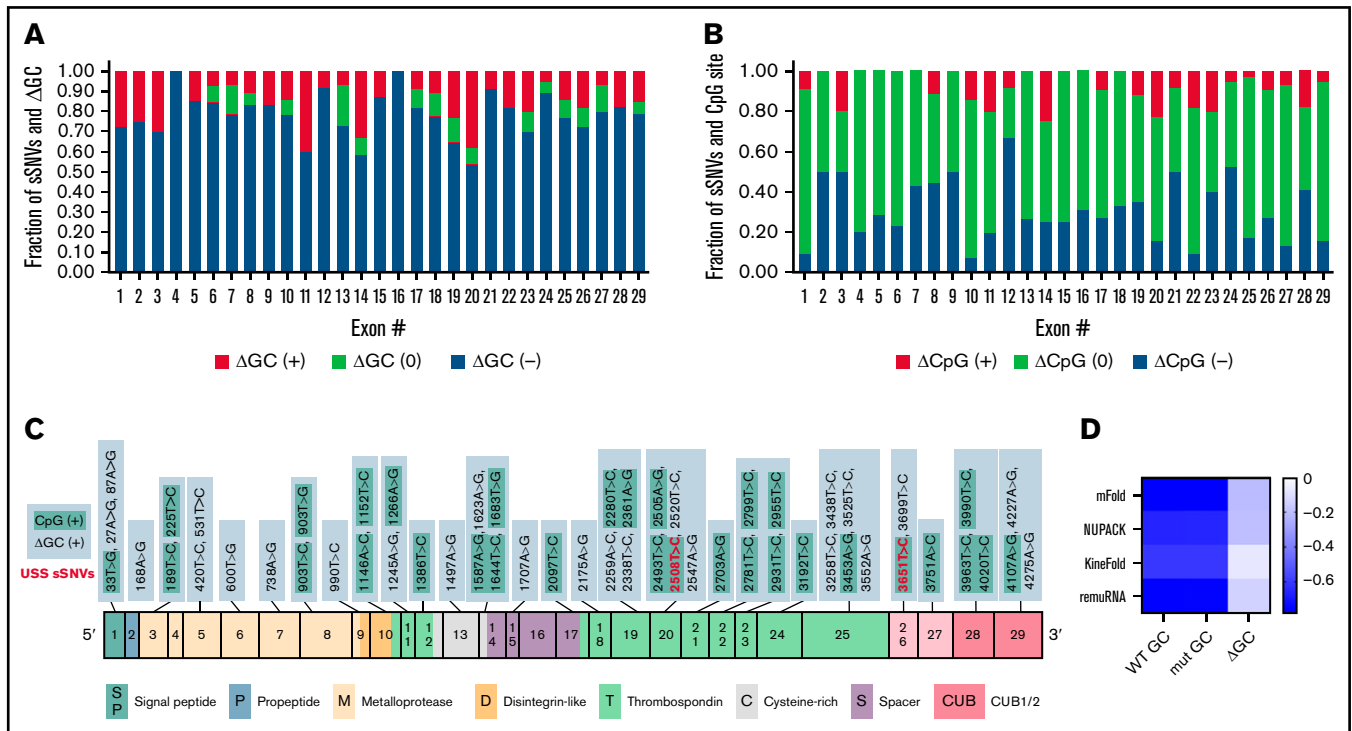 A
Fraction of sSNVs and ΔGC
1.00
0.90
0.80
0.70
0.60
0.50
0.40
0.30
0.20
0.10
0.00
1 2 3 4 5 6 7 8 9 10 11 12 13 14 15 16 17 18 19 20 21 22 23 24 25 26 27 28 29
Exon #
ΔGC (+) ΔGC (0) ΔGC (−)
B
Fraction of sSNVs and CpG site
1.00
0.80
0.60
0.40
0.20
0.00
1 2 3 4 5 6 7 8 9 10 11 12 13 14 15 16 17 18 19 20 21 22 23 24 25 26 27 28 29
Exon #
ΔCpG (+) ΔCpG (0) ΔCpG (−)
C
CpG (+)
ΔGC (+)
USS sSNVs
33T>G, 27A>G, 87A>G
168A>G
189T>C, 225T>C
420T>C, 531T>C
600T>G
738A>G
903T>C, 903T>G
990T>C
1146A>C, 1152T>C
1245A>G, 1266A>G
1386T>C
1497A>G
1587A>G, 1623A>G,
1644T>C, 1683T>G
1707A>G
2097T>C
2175A>G
2259A>C, 2280T>C,
2338T>C, 2361A>G
2493T>C, 2505A>G,
2508T>C, 2520T>C,
2547A>G
2703A>G
2781T>C, 2799T>C
2931T>C, 2955T>C
3192T>C
3258T>C, 3438T>C,
3453A>G, 3525T>C,
3552A>G
3651T>C, 3699T>C
3751A>C
3963T>C, 3990T>C,
4020T>C
4107A>G, 4227A>G,
4275A>G
5′ 1 2 3 4 5 6 7 8 9 10 11 12 13 14 15 16 17 18 19 20 21 22 23 24 25 26 27 28 29 3′
SP Signal peptide P Propeptide M Metalloprotease D Disintegrin-like T Thrombospondin C Cysteine-rich S Spacer CUB CUB1/2
D
mFold
NUPACK
KineFold
remuRNA
WT GC
mut GC
ΔGC
0
−0.2
−0.4
−0.6